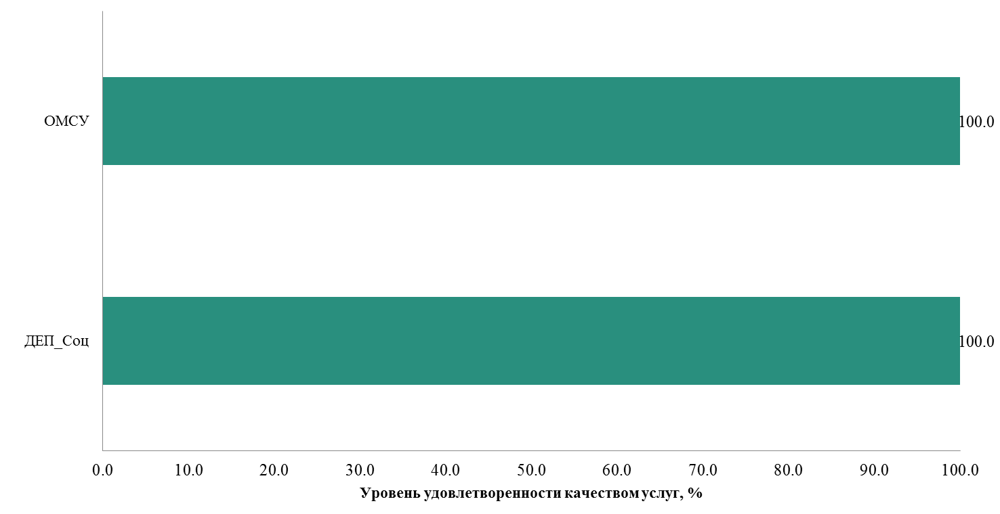 ОМСУ
100.0
ДЕП_Соц
100.0
0.0 10.0 20.0 30.0 40.0 50.0 60.0 70.0 80.0 90.0 100.0
Уровень удовлетворенности качеством услуг, %